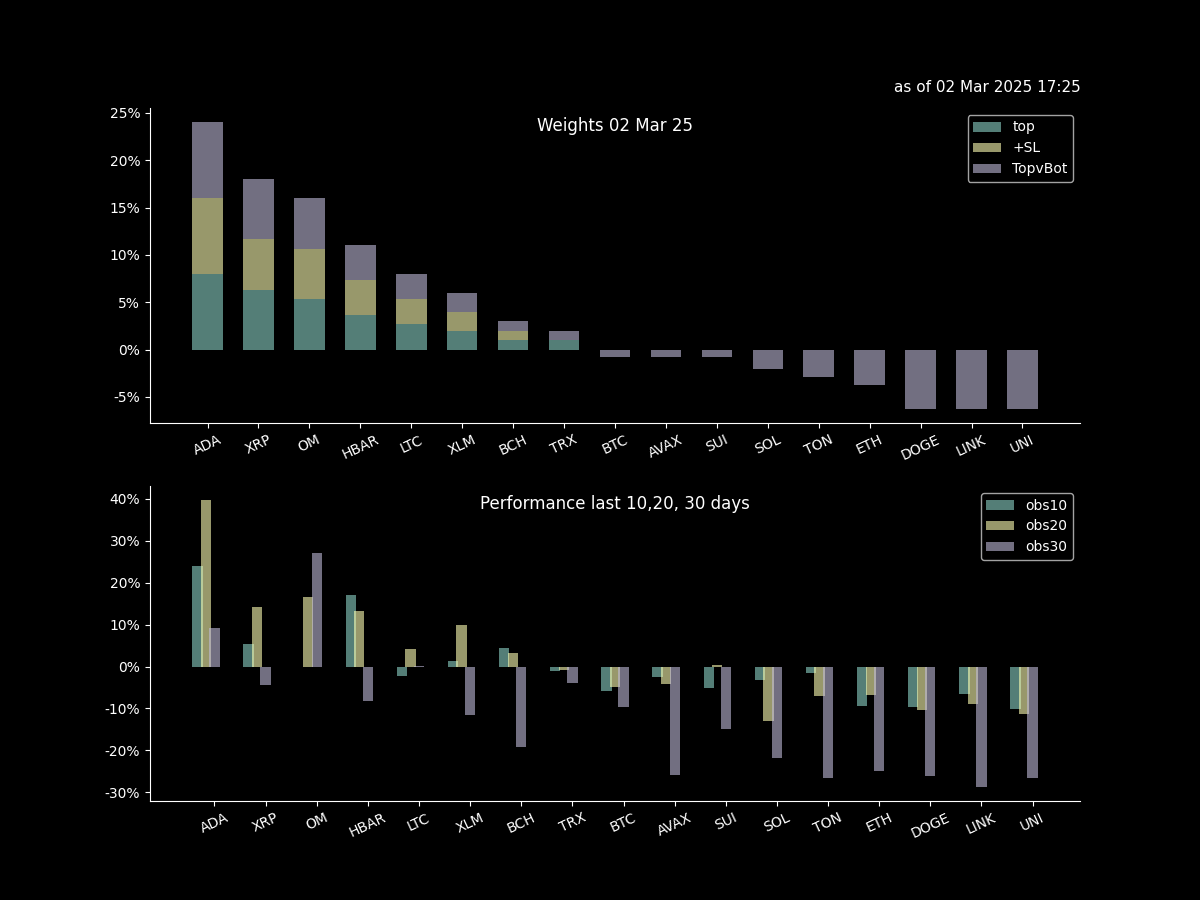 as of 02 Mar 2025 17:25
Weights 02 Mar 25
top
+SL
TopvBot
25%
20%
15%
10%
5%
0%
-5%
ADA XRP OM HBAR LTC XLM BCH TRX BTC AVAX SUI SOL TON ETH DOGE LINK UNI
Performance last 10,20, 30 days
obs10
obs20
obs30
40%
30%
20%
10%
0%
-10%
-20%
-30%
ADA XRP OM HBAR LTC XLM BCH TRX BTC AVAX SUI SOL TON ETH DOGE LINK UNI